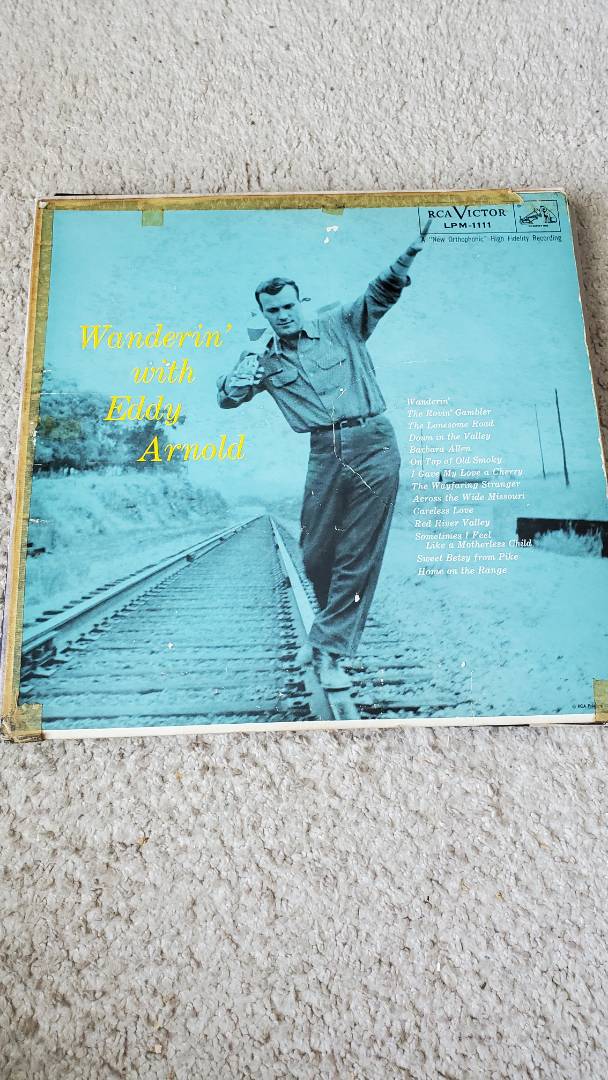 RCA VICTOR
LPM-1111
A "New Orthophonic" High Fidelity Recording
Wanderin'
with
Eddy
Arnold
Wanderin'
The Rovin' Gambler
The Lonesome Road
Down in the Valley
Barbara Allen
On Top of Old Smoky
I Gave My Love a Cherry
The Wayfaring Stranger
Across the Wide Missouri
Careless Love
Red River Valley
Sometimes I Feel
Like a Motherless Child
Sweet Betsy from Pike
Home on the Range
© RCA